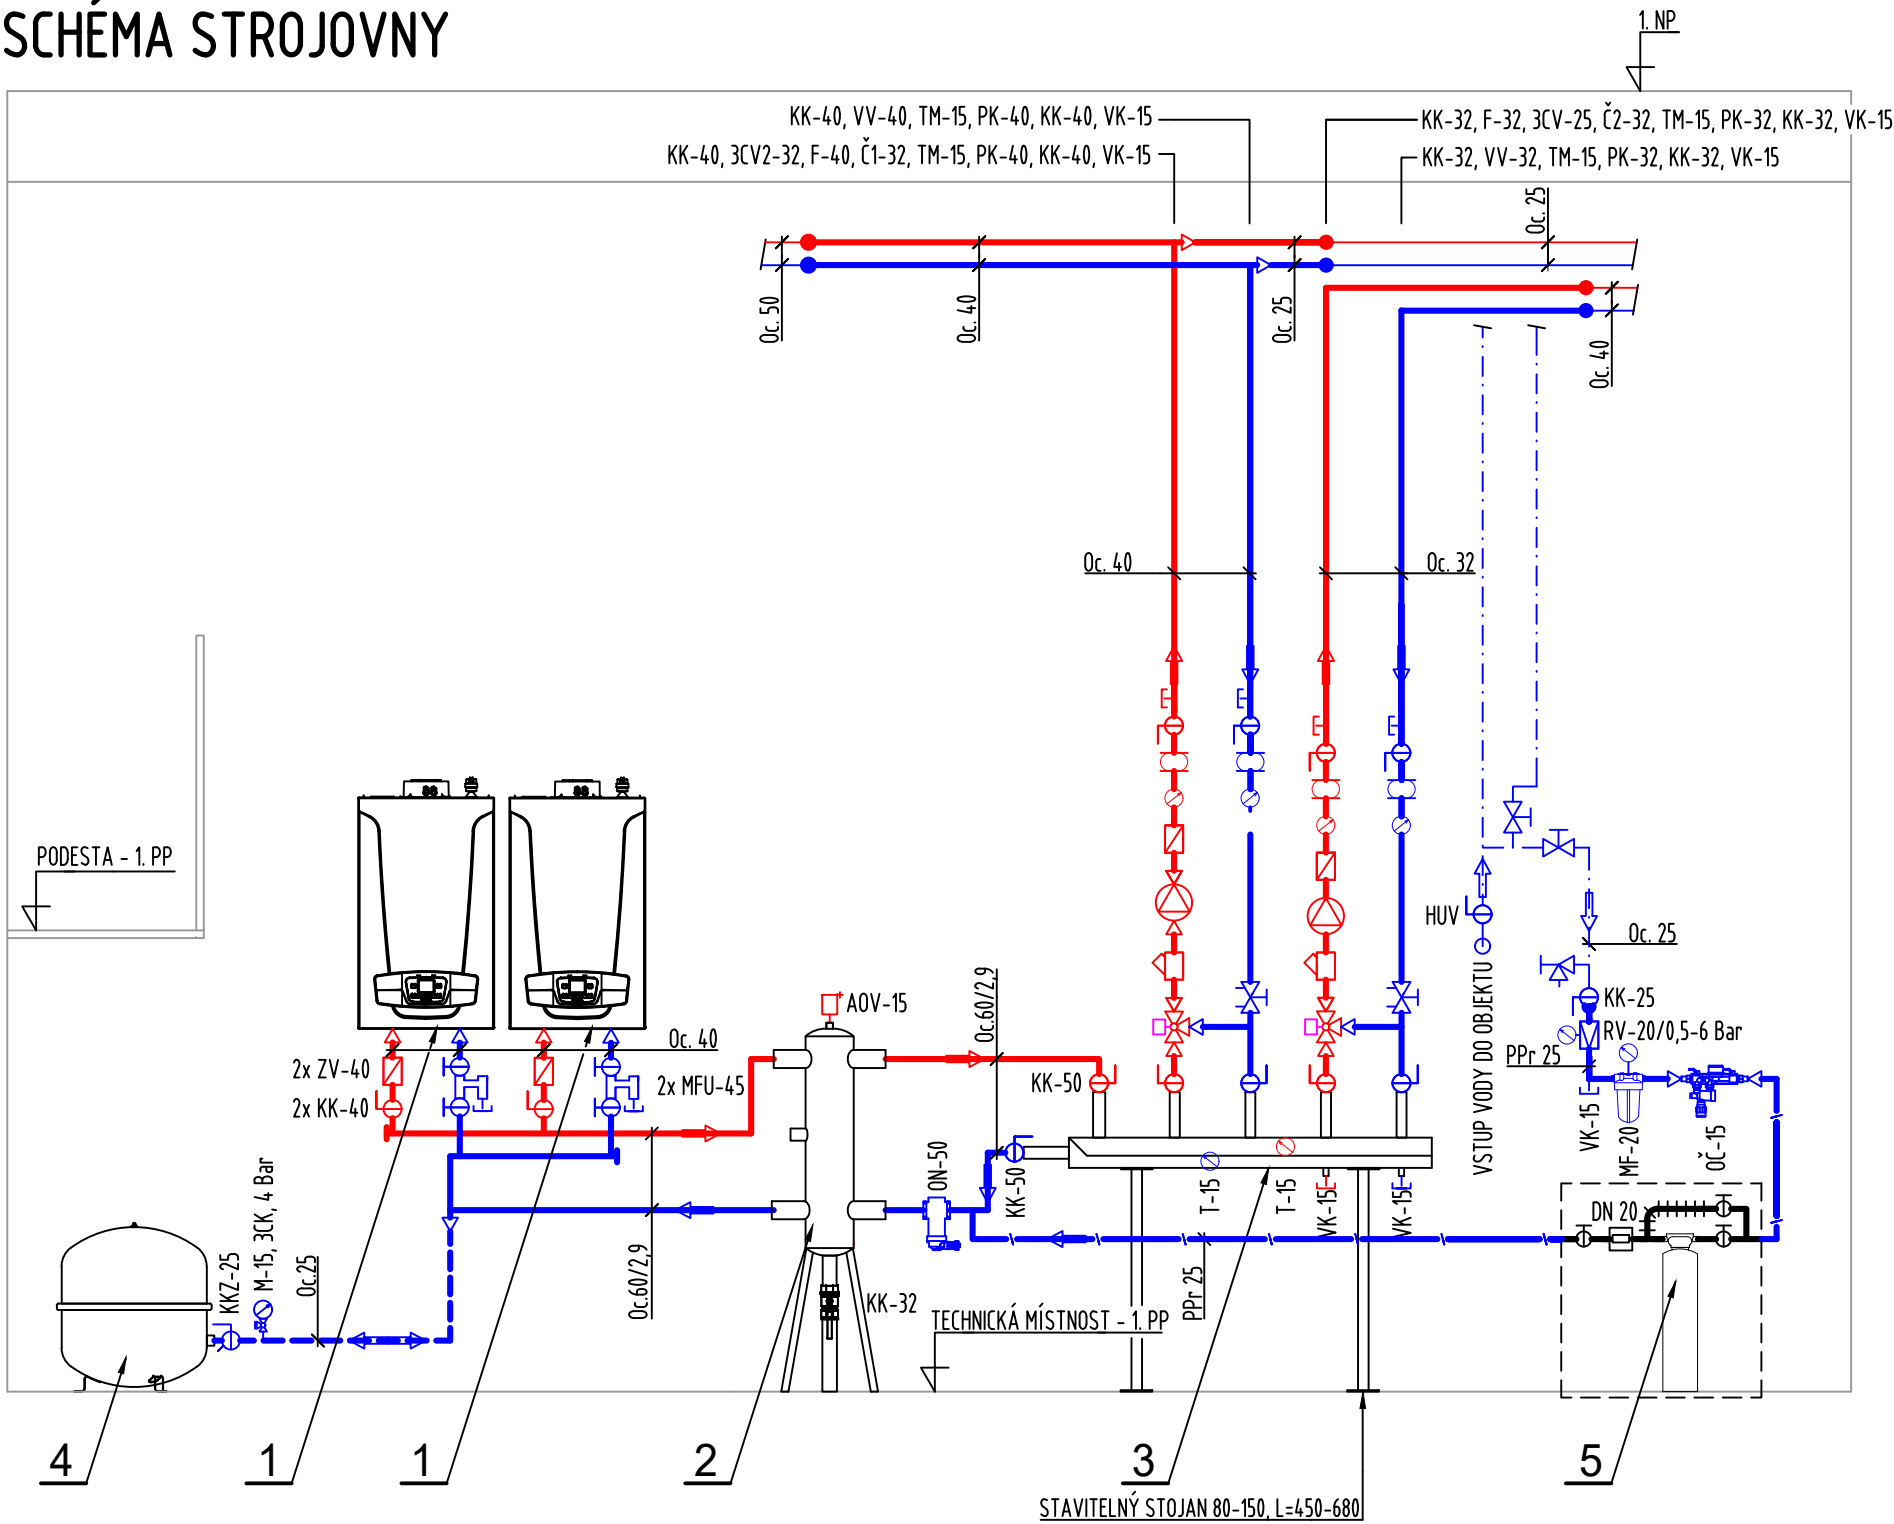 SCHÉMA STROJOVNY
1. NP
KK-40, VV-40, TM-15, PK-40, KK-40, VK-15
KK-32, F-32, 3CV-25, Č2-32, TM-15, PK-32, KK-32, VK-15
KK-40, 3CV2-32, F-40, Č1-32, TM-15, PK-40, KK-40, VK-15
KK-32, VV-32, TM-15, PK-32, KK-32, VK-15
Oc. 25
Oc. 50
Oc. 40
Oc. 25
Oc. 40
Oc. 40
Oc. 32
PODESTA - 1. PP
HUV
Oc. 25
VSTUP VODY DO OBJEKTU
KK-25
RV-20/0,5-6 Bar
PPr 25
VK-15
MF-20
OČ-15
AOV-15
Oc.60/2,9
Oc. 40
2x ZV-40
2x MFU-45
2x KK-40
KK-50
ON-50
KK-50
T-15
T-15
VK-15
VK-15
DN 20
KKZ-25
M-15, 3CK, 4 Bar
Oc.25
Oc.60/2,9
KK-32
PPr 25
TECHNICKÁ MÍSTNOST - 1. PP
4
1
1
2
3
5
STAVITELNÝ STOJAN 80-150, L=450-680